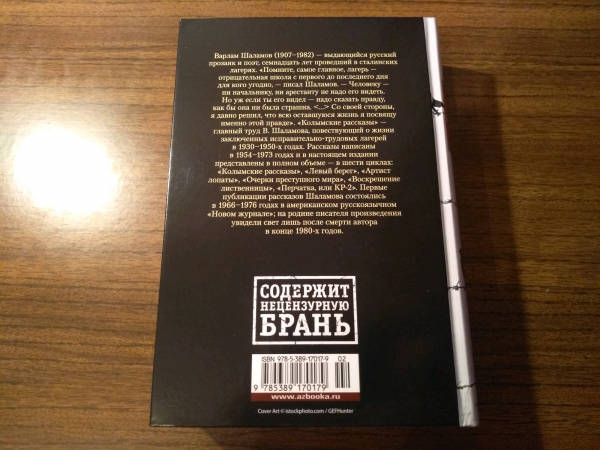 Варлам Шаламов (1907–1982) — выдающийся русский
прозаик и поэт, семнадцать лет проведший в сталинских
лагерях. «Помните, самое главное, лагерь —
отрицательная школа с первого до последнего дня
для кого угодно, — писал Шаламов. — Человеку —
ни начальнику, ни арестанту не надо его видеть.
Но уж если ты его видел — надо сказать правду,
как бы она ни была страшна. <...> Со своей стороны,
я давно решил, что всю оставшуюся жизнь я посвящу
именно этой правде». «Колымские рассказы» —
главный труд В. Шаламова, повествующий о жизни
заключенных исправительно-трудовых лагерей
в 1930–1950-х годах. Рассказы написаны
в 1954–1973 годах и в настоящем издании
представлены в полном объеме — в шести циклах:
«Колымские рассказы», «Левый берег», «Артист
лопаты», «Очерки преступного мира», «Воскрешение
лиственницы», «Перчатка, или КР-2». Первые
публикации рассказов Шаламова состоялись
в 1966–1976 годах в американском русскоязычном
«Новом журнале»; на родине писателя произведения
увидели свет лишь после смерти автора
в конце 1980-х годов.
СОДЕРЖИТ
НЕЦЕНЗУРНУЮ
БРАНЬ
ISBN 978-5-389-17017-9 02
9 785389 170179
www.azbooka.ru
Cover Art © istockphoto.com / GEFHunter